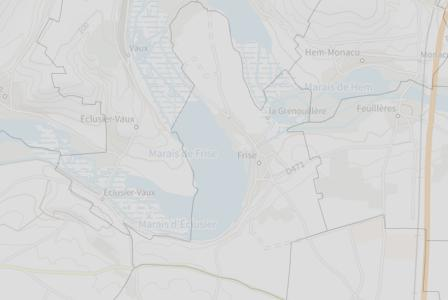 Vaux
Hem-Monacu
Marais de Hem
la Grenouillère
Feuillères
Éclusier-Vaux
Marais de Frise
Frise
D471
Éclusier-Vaux
Marais d'Éclusier